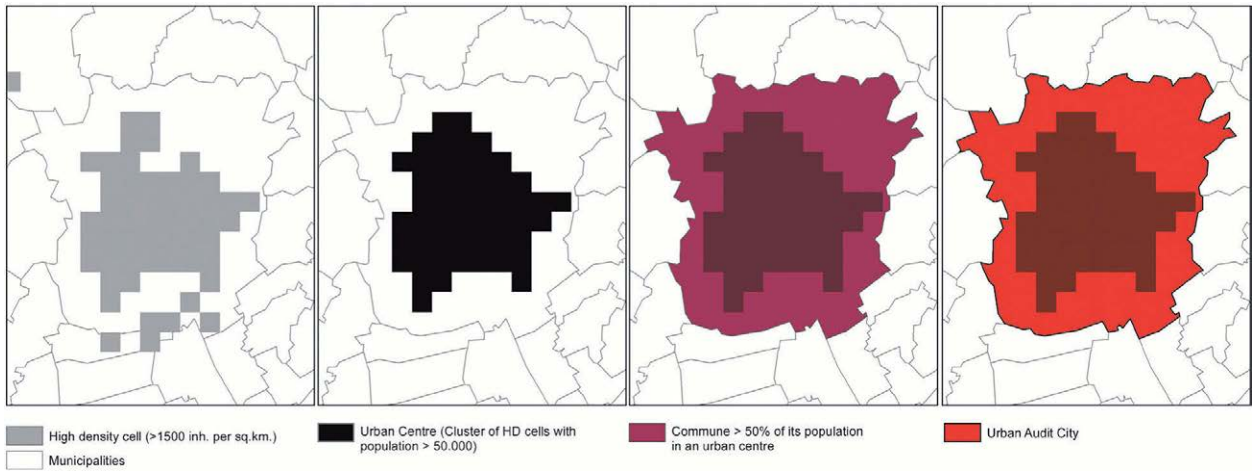 High density cell (>1500 inh. per sq.km.)
Municipalities
Urban Centre (Cluster of HD cells with
population > 50.000)
Commune > 50% of its population
in an urban centre
Urban Audit City